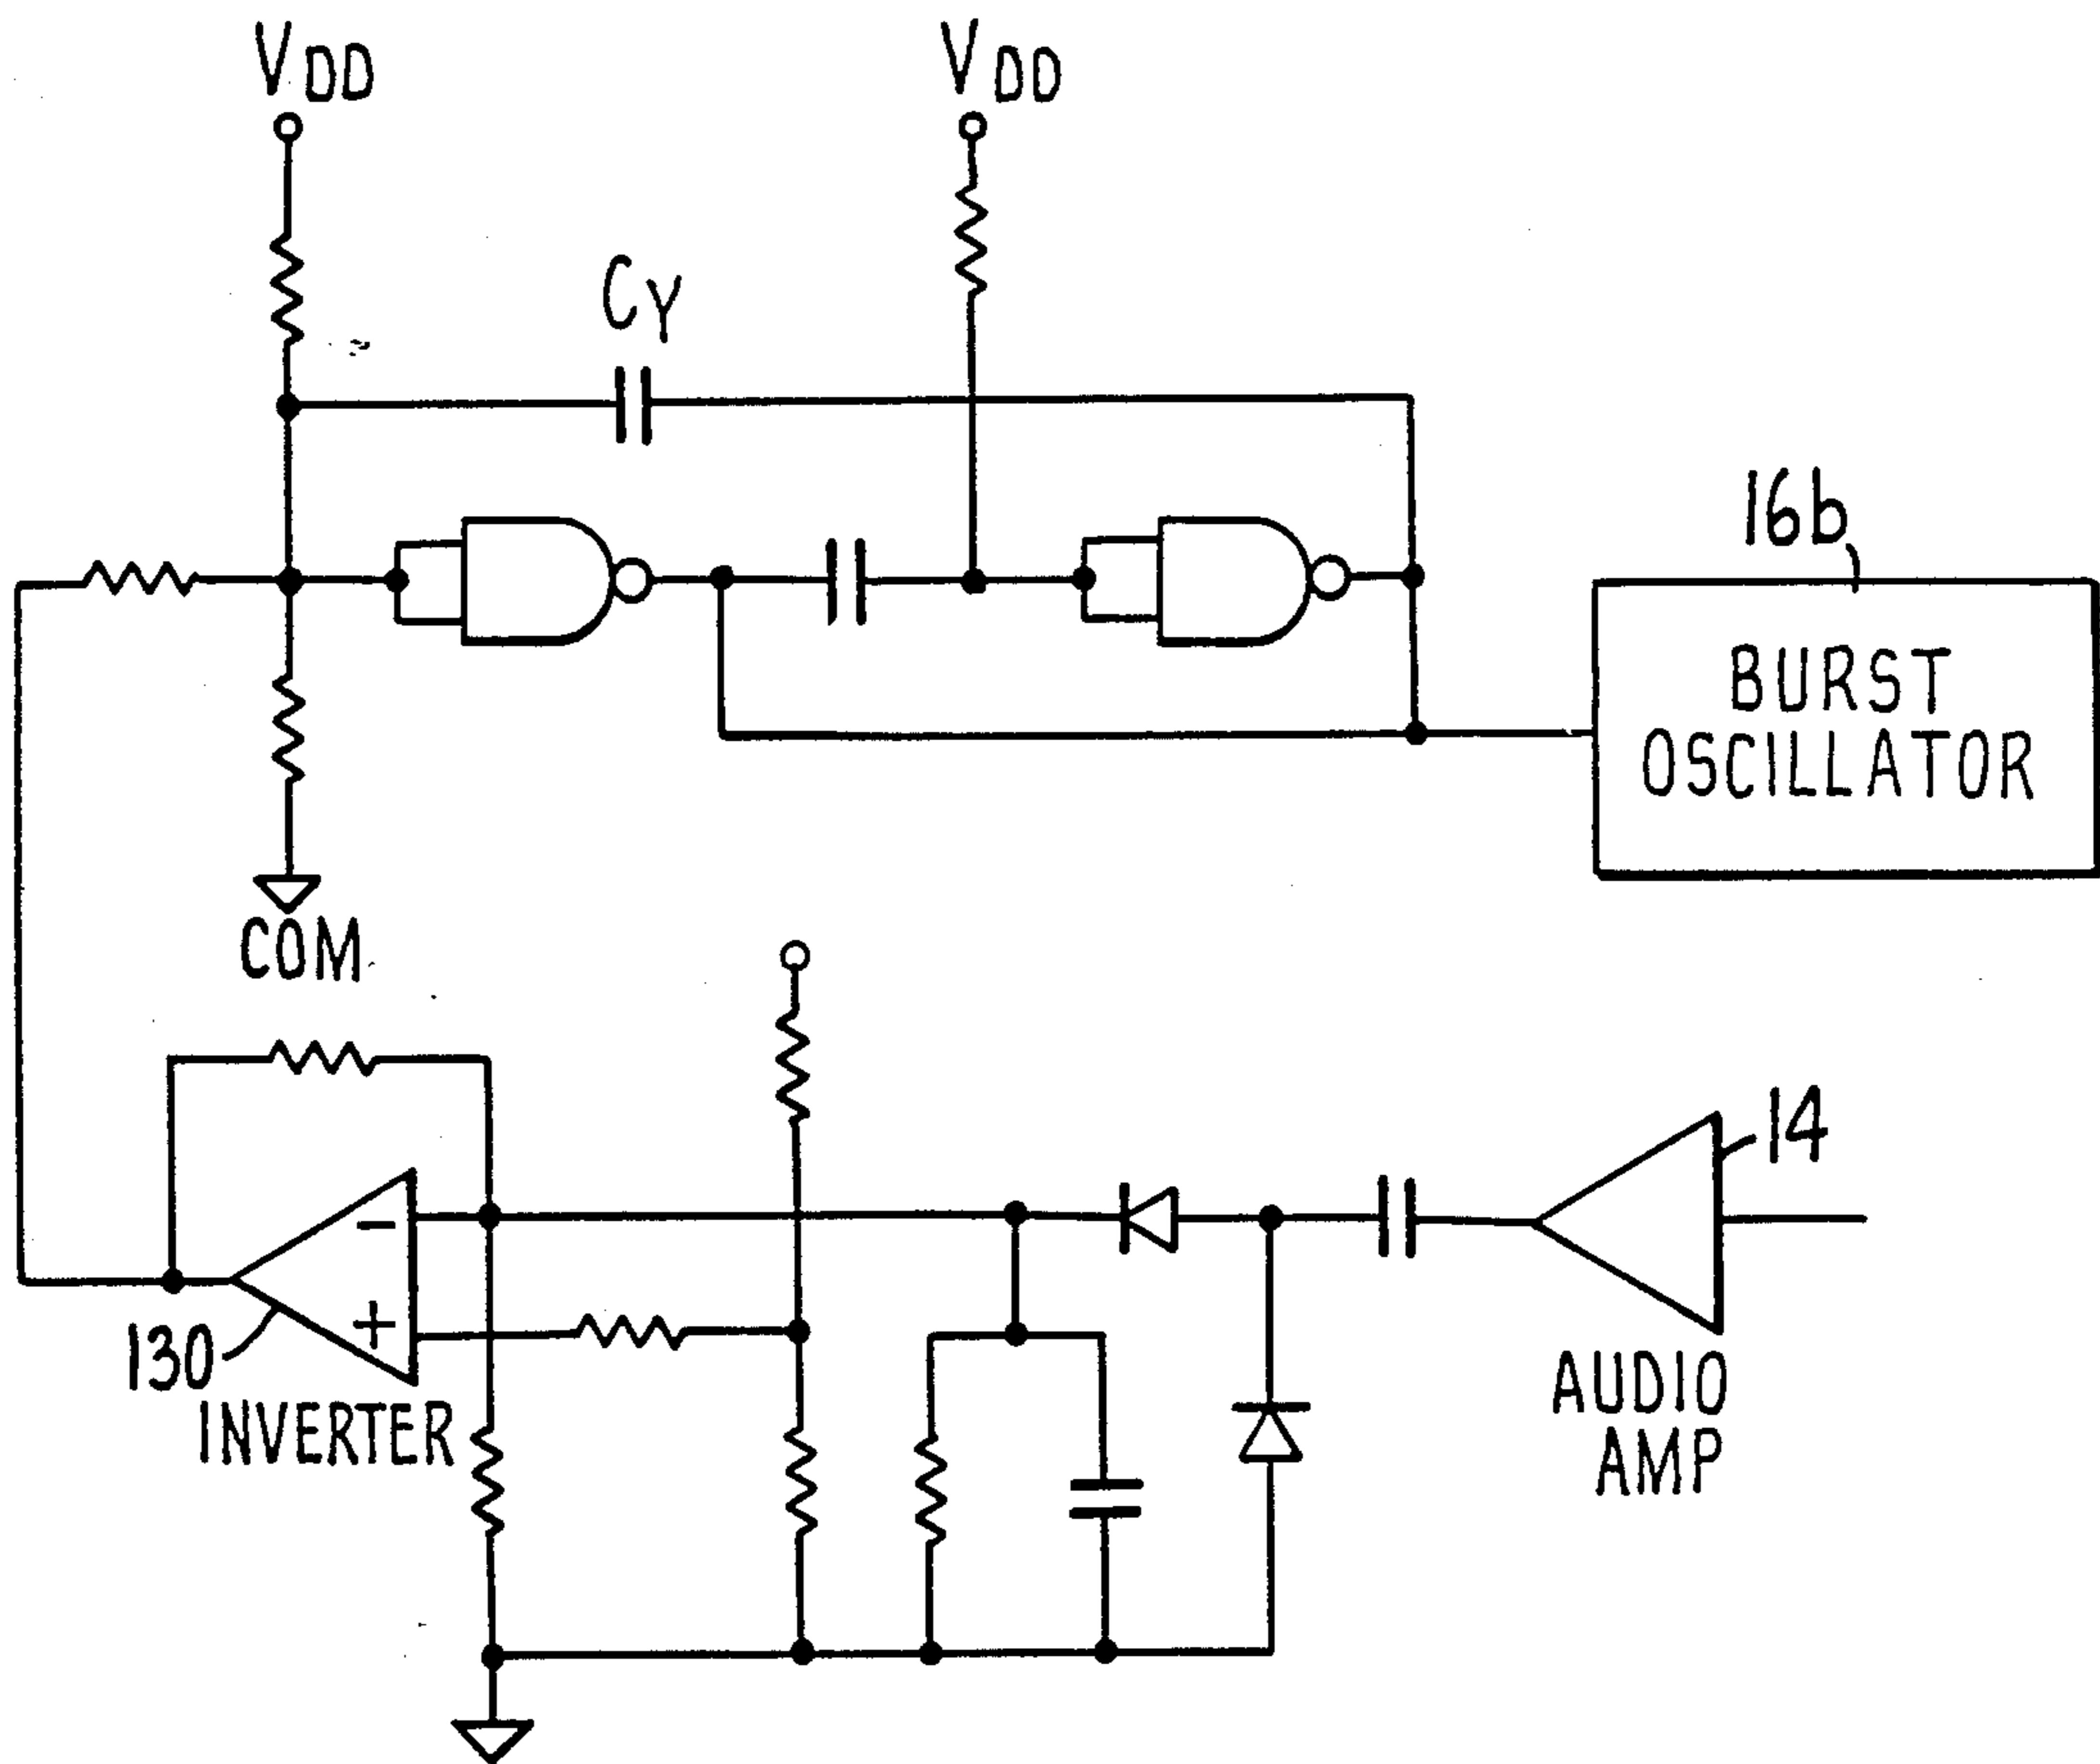 VDD
VDD
CY
16b
BURST
OSCILLATOR
COM
14
−
+
130
INVERTER
AUDIO
AMP